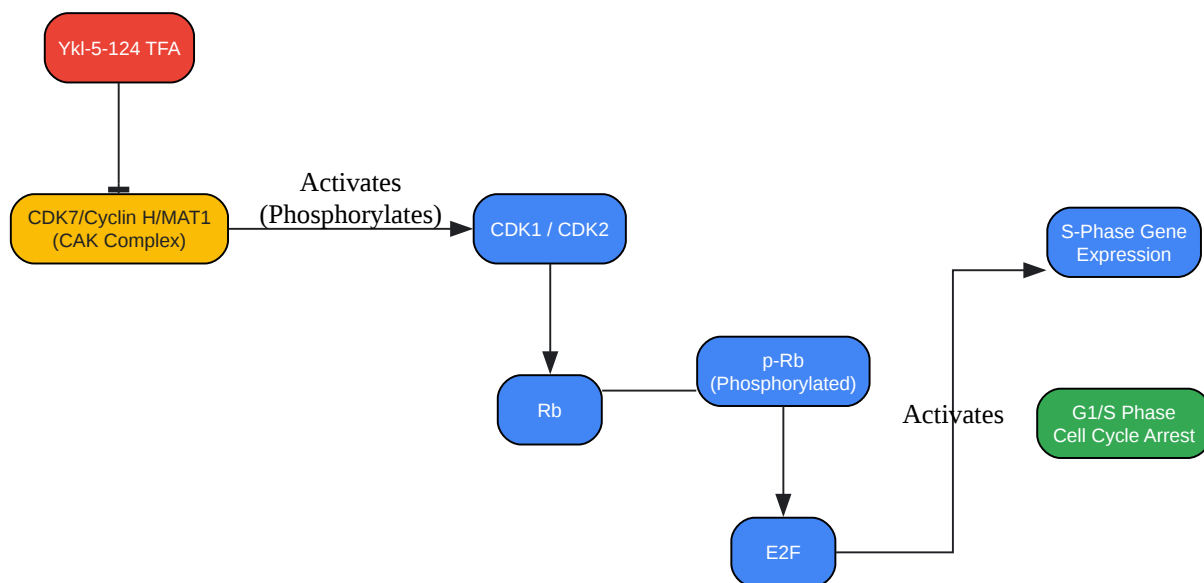 Ykl-5-124 TFA
CDK7/Cyclin H/MAT1
(CAK Complex)
Activates
(Phosphorylates)
CDK1 / CDK2
S-Phase Gene
Expression
Rb
p-Rb
(Phosphorylated)
Activates
G1/S Phase
Cell Cycle Arrest
E2F